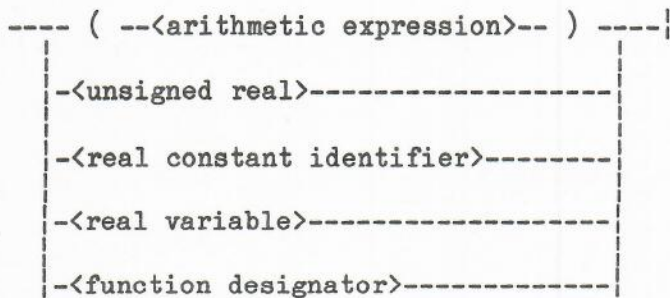 ---- ( --<arithmetic expression>-- ) ----|
-<unsigned real>-------------------
-<real constant identifier>--------
-<real variable>-------------------
-<function designator>-------------